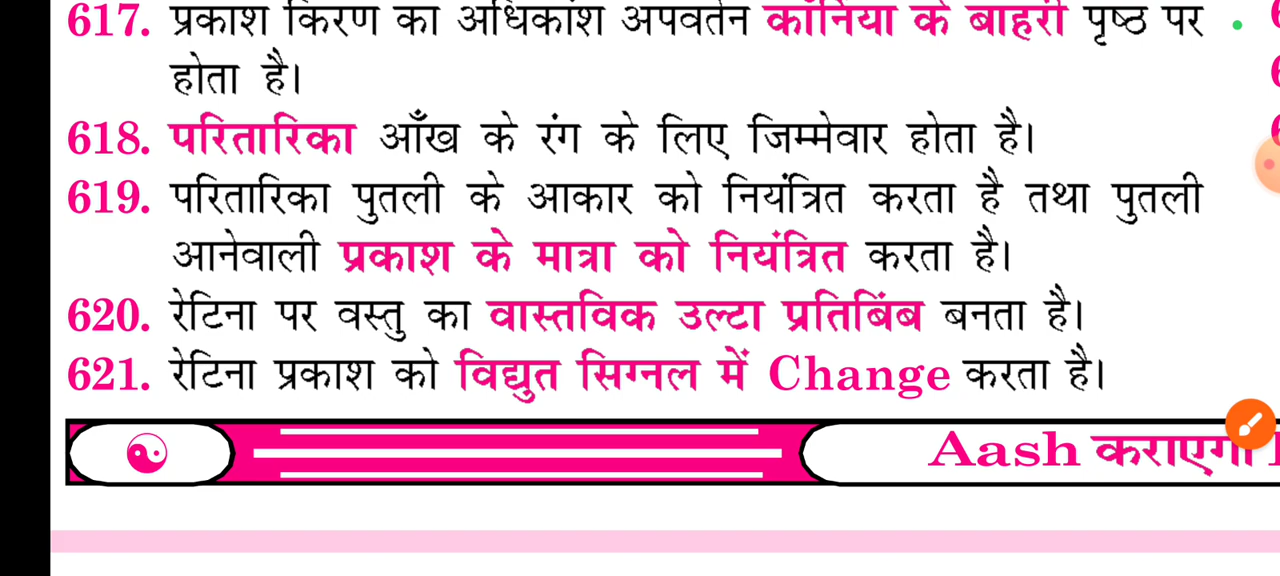 617. प्रकाश किरण का अधिकांश अपवर्तन कॉर्निया के बाहरी पृष्ठ पर
होता है।
618. परितारिका आँख के रंग के लिए जिम्मेवार होता है।
619. परितारिका पुतली के आकार को नियंत्रित करता है तथा पुतली
आनेवाली प्रकाश के मात्रा को नियंत्रित करता है।
620. रेटिना पर वस्तु का वास्तविक उल्टा प्रतिबिंब बनता है।
621. रेटिना प्रकाश को विद्युत सिग्नल में Change करता है।
Aash कराएगा